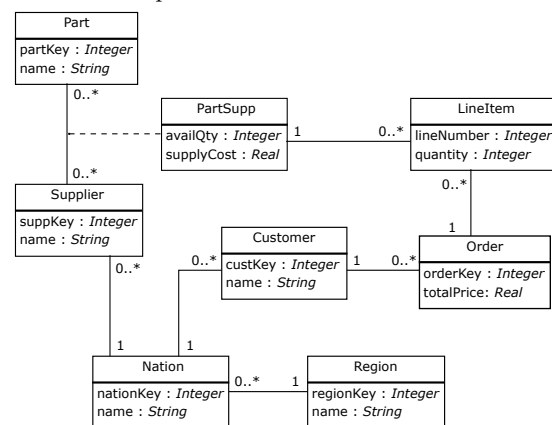 Part
partKey : Integer
name : String
0..*
PartSupp
availQty : Integer
supplyCost : Real
1
0..*
LineItem
lineNumber : Integer
quantity : Integer
0..*
0..*
Supplier
suppKey : Integer
name : String
0..*
Customer
custKey : Integer
name : String
0..*
1
0..*
1
Order
orderKey : Integer
totalPrice: Real
1
1
Nation
nationKey : Integer
name : String
0..*
1
Region
regionKey : Integer
name : String